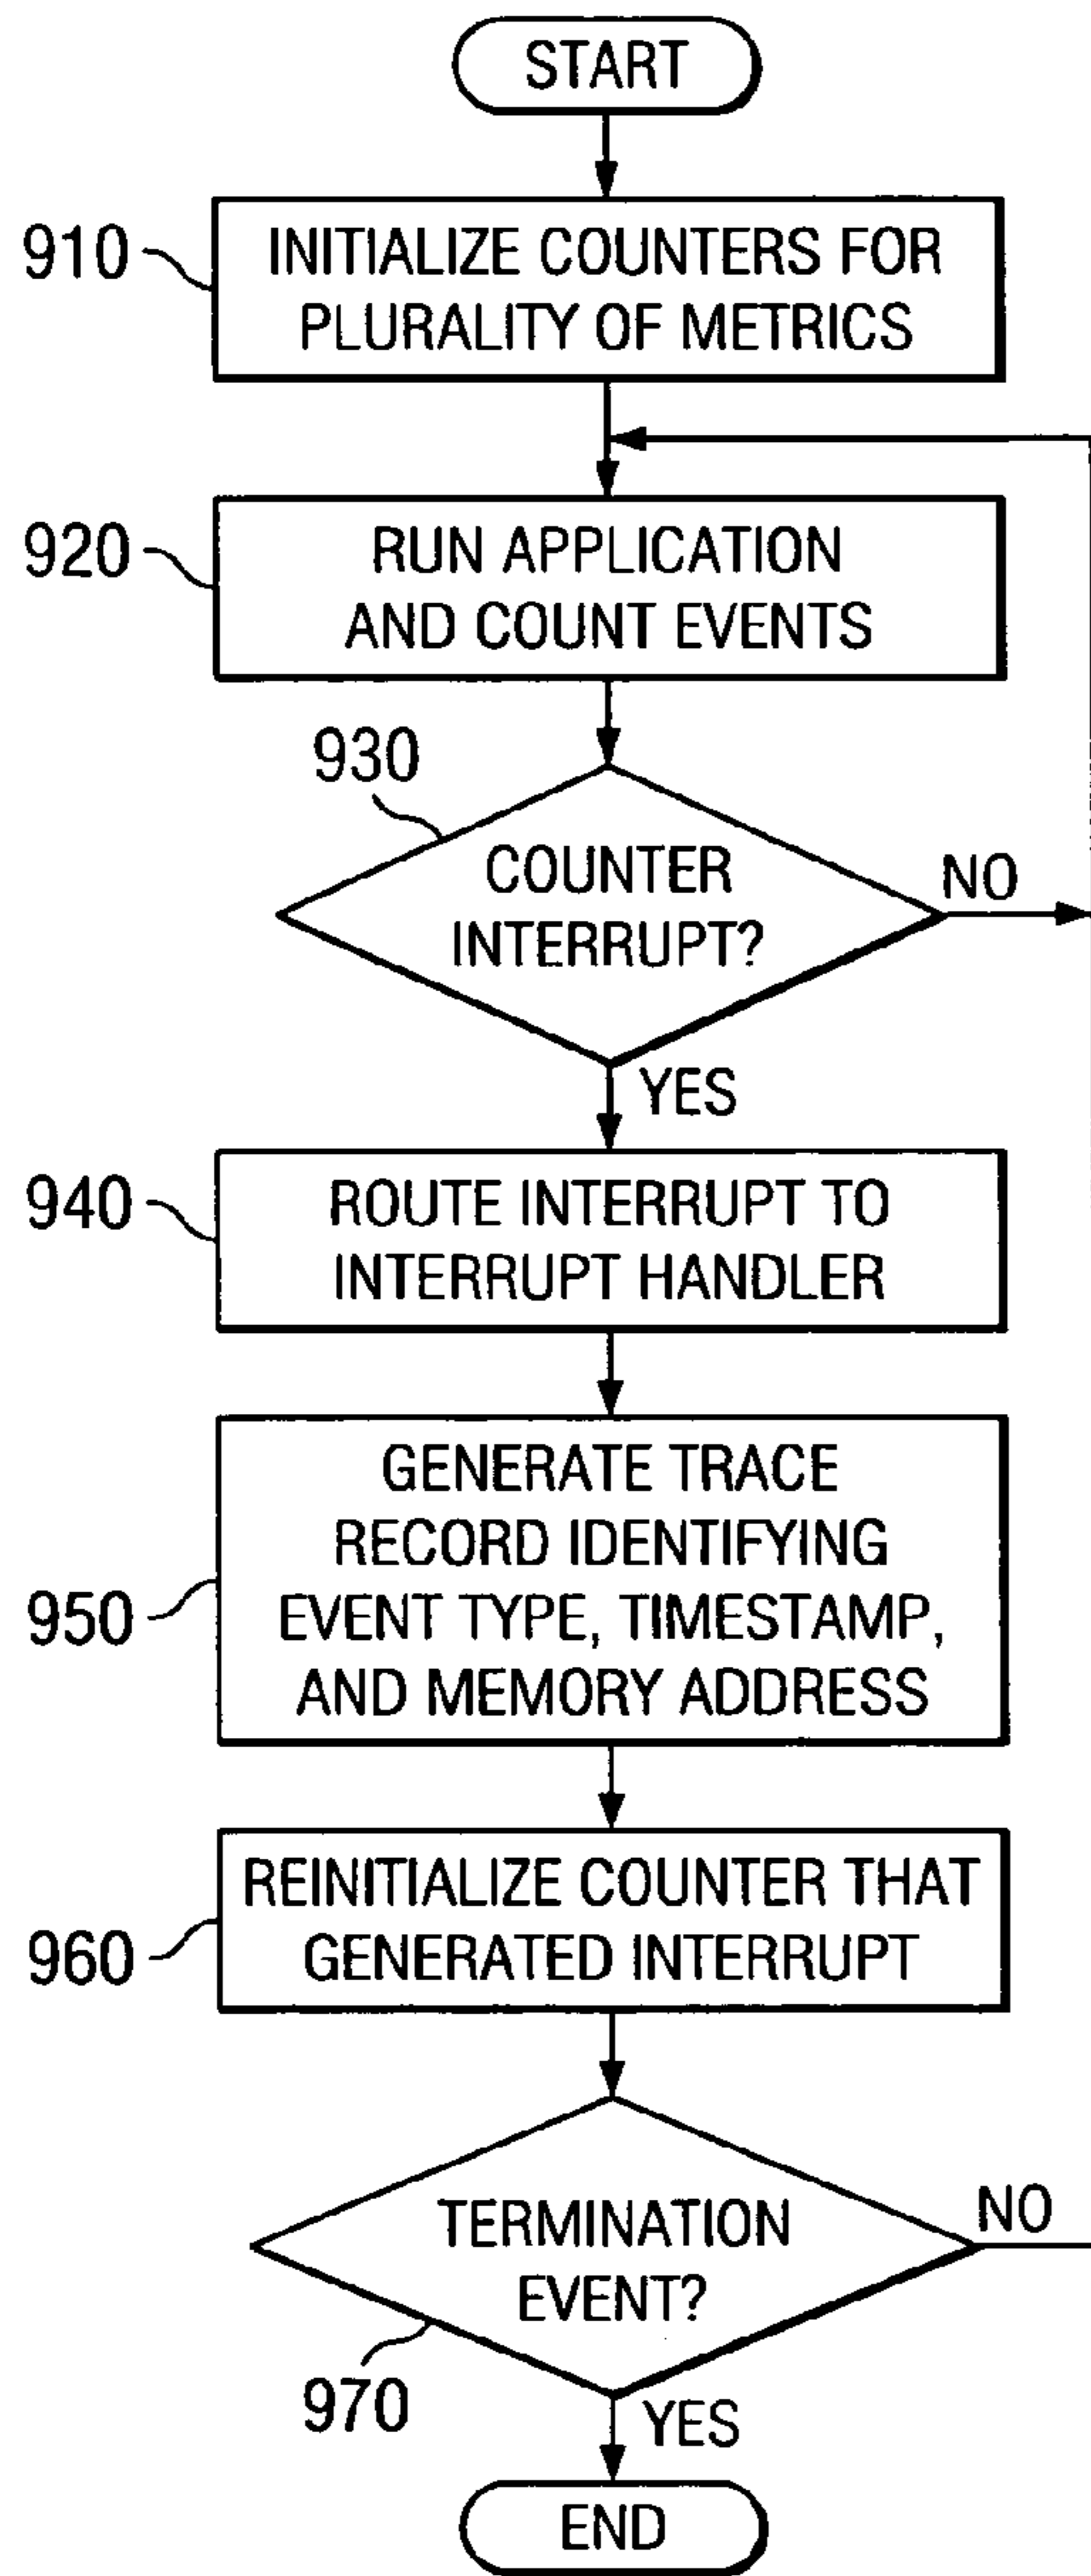 START
910
INITIALIZE COUNTERS FOR
PLURALITY OF METRICS
920
RUN APPLICATION
AND COUNT EVENTS
930
COUNTER
INTERRUPT?
NO
YES
940
ROUTE INTERRUPT TO
INTERRUPT HANDLER
950
GENERATE TRACE
RECORD IDENTIFYING
EVENT TYPE, TIMESTAMP,
AND MEMORY ADDRESS
960
REINITIALIZE COUNTER THAT
GENERATED INTERRUPT
TERMINATION
EVENT?
NO
970
YES
END